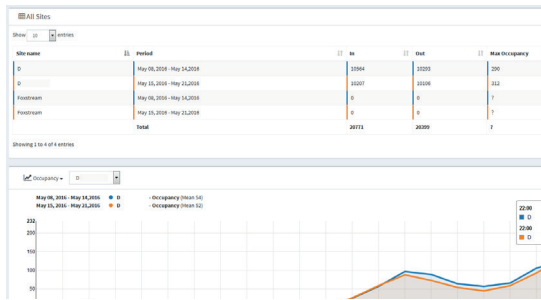 All Sites
Show 10 entries
Site name Period In Out Max Occupancy
D May 08, 2016 - May 14,2016 10564 10293 290
D May 15, 2016 - May 21,2016 10207 10106 312
Foxstream May 08, 2016 - May 14,2016 0 0 ?
Foxstream May 15, 2016 - May 21,2016 0 0 ?
Total 20771 20399 ?
Showing 1 to 4 of 4 entries
Occupancy D
May 08, 2016 - May 14,2016 D - Occupancy (Mean 54)
May 15, 2016 - May 21,2016 D - Occupancy (Mean 52)
22:00
D
22:00
D
232
200
150
100
50